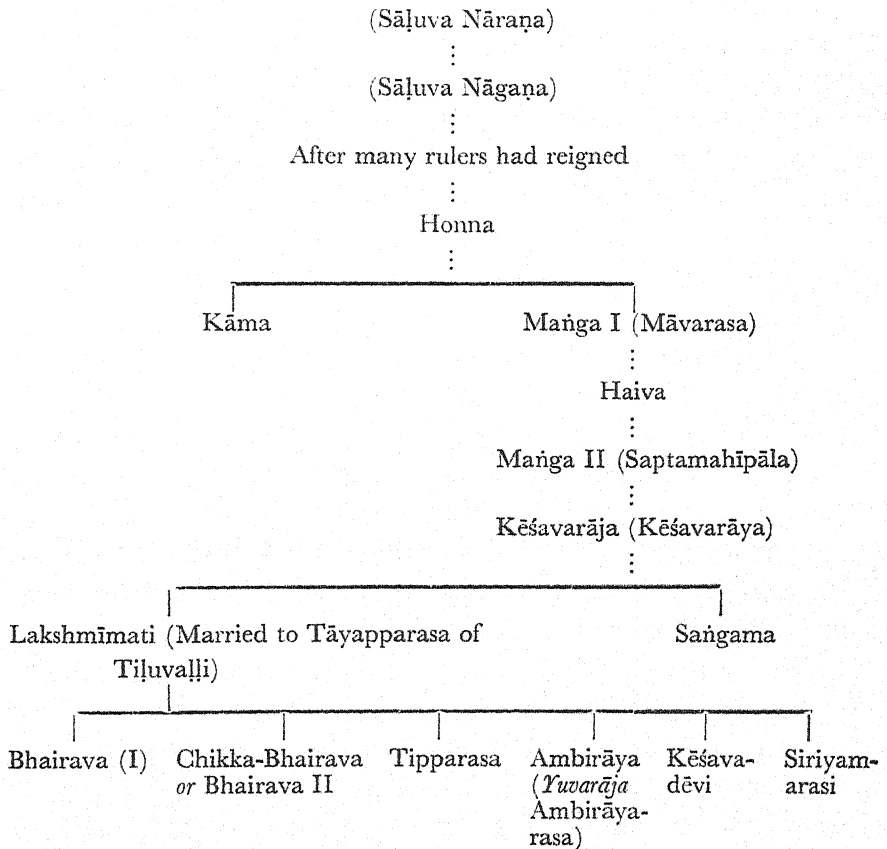 (Sāḷuva Nāraṇa)
(Sāḷuva Nāgaṇa)
After many rulers had reigned
Honna
Kāma
Maṅga I (Māvarasa)
Haiva
Maṅga II (Saptamahīpāla)
Kēśavarāja (Kēśavarāya)
Lakshmīmati (Married to Tāyapparasa of
Tiḷuvaḷḷi)
Saṅgama
Bhairava (I)
Chikka-Bhairava
or Bhairava II
Tipparasa
Ambirāya
(Yuvarāja
Ambirāya-
rasa)
Kēśava-
dēvi
Siriyam-
arasi